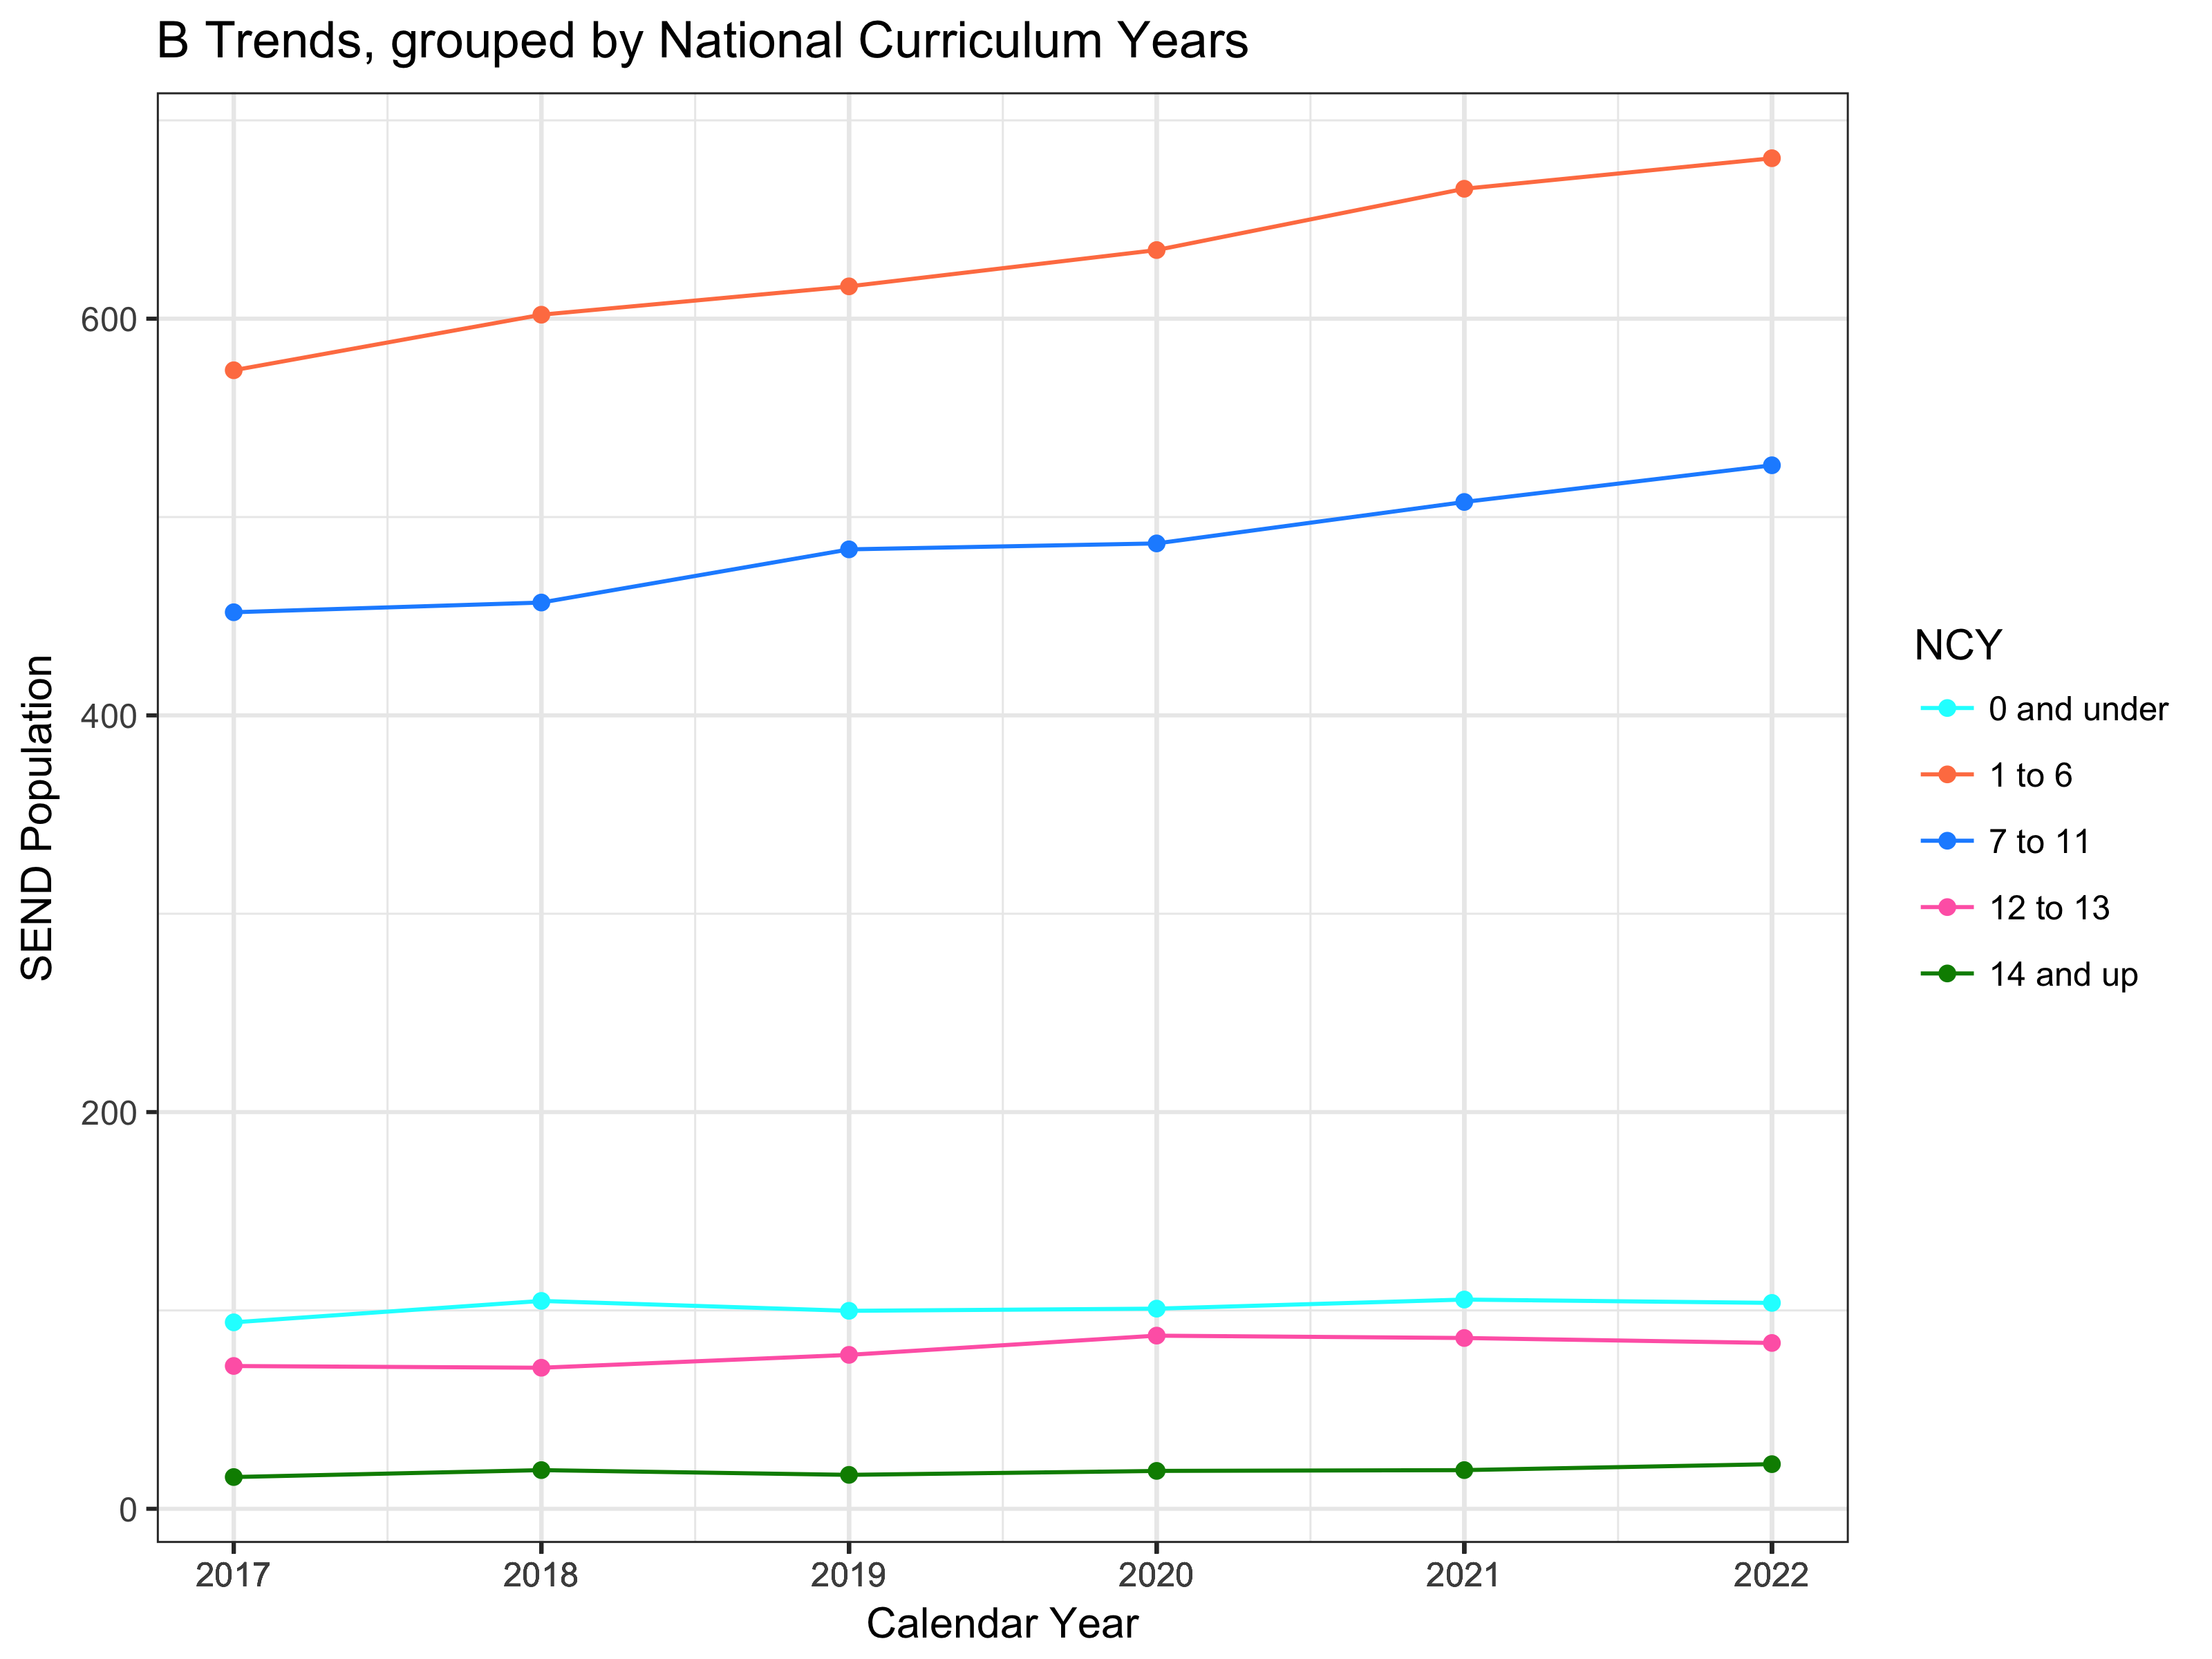 B Trends, grouped by National Curriculum Years
600
400
200
0
SEND Population
2017 2018 2019 2020 2021 2022
Calendar Year
NCY
0 and under
1 to 6
7 to 11
12 to 13
14 and up